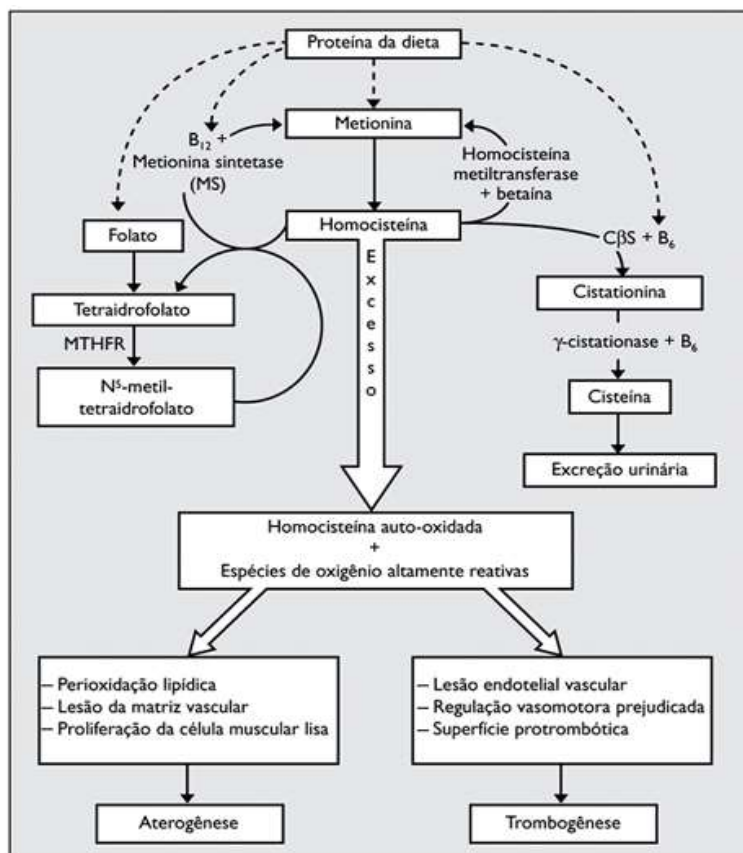 Proteína da dieta
Metionina
B12 +
Metionina sintetase
(MS)
Homocisteína
metiltransferase
+ betaína
Folato
Homocisteína
CβS + B6
Tetraidrofolato
Cistationina
MTHFR
γ-cistationase + B6
N5-metil-
tetraidrofolato
Cisteína
Excesso
Excreção urinária
Homocisteína auto-oxidada
+
Espécies de oxigênio altamente reativas
– Perioxidação lipídica
– Lesão da matriz vascular
– Proliferação da célula muscular lisa
– Lesão endotelial vascular
– Regulação vasomotora prejudicada
– Superfície protrombótica
Aterogênese
Trombogênese